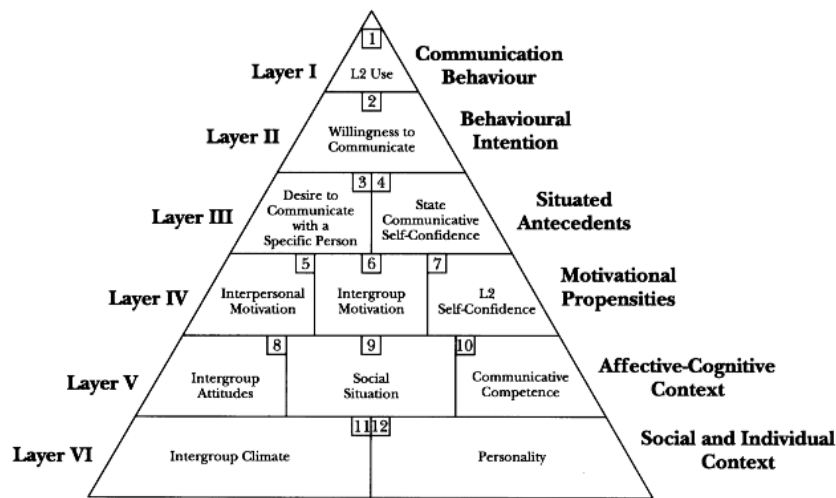 1
Layer I
L2 Use
Communication
Behaviour
2
Layer II
Willingness to
Communicate
Behavioural
Intention
3 4
Layer III
Desire to
Communicate
with a
Specific Person
State
Communicative
Self-Confidence
Situated
Antecedents
5 6 7
Layer IV
Interpersonal
Motivation
Intergroup
Motivation
L2
Self-Confidence
Motivational
Propensities
8 9 10
Layer V
Intergroup
Attitudes
Social
Situation
Communicative
Competence
Affective-Cognitive
Context
11 12
Layer VI
Intergroup Climate
Personality
Social and Individual
Context